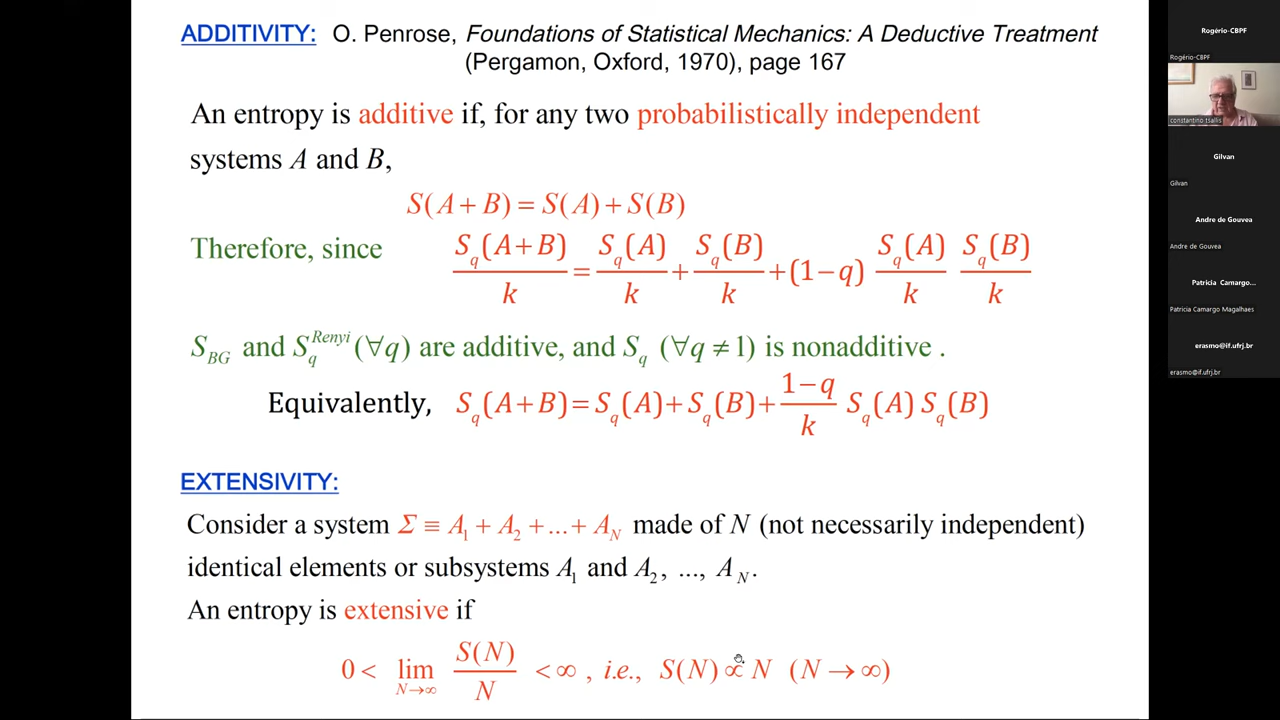 ADDITIVITY: O. Penrose, Foundations of Statistical Mechanics: A Deductive Treatment
(Pergamon, Oxford, 1970), page 167
An entropy is additive if, for any two probabilistically independent
systems A and B,
S(A+B) = S(A) + S(B)
Therefore, since S_q(A+B)/k = S_q(A)/k + S_q(B)/k + (1−q) S_q(A)/k S_q(B)/k
S_BG and S_q^Renyi (∀q) are additive, and S_q (∀q ≠ 1) is nonadditive .
Equivalently, S_q(A+B) = S_q(A) + S_q(B) + (1−q)/k S_q(A) S_q(B)
EXTENSIVITY:
Consider a system Σ ≡ A_1 + A_2 + ... + A_N made of N (not necessarily independent)
identical elements or subsystems A_1 and A_2, ..., A_N.
An entropy is extensive if
0 < lim_{N→∞} S(N)/N < ∞ , i.e., S(N) ∝ N (N → ∞)
Rogério-CBPF
Rogério-CBPF
constantino tsallis
Gilvan
Gilvan
Andre de Gouvea
Andre de Gouvea
Patricia Camargo...
Patricia Camargo Magalhaes
erasmo@if.ufrj.br
erasmo@if.ufrj.br